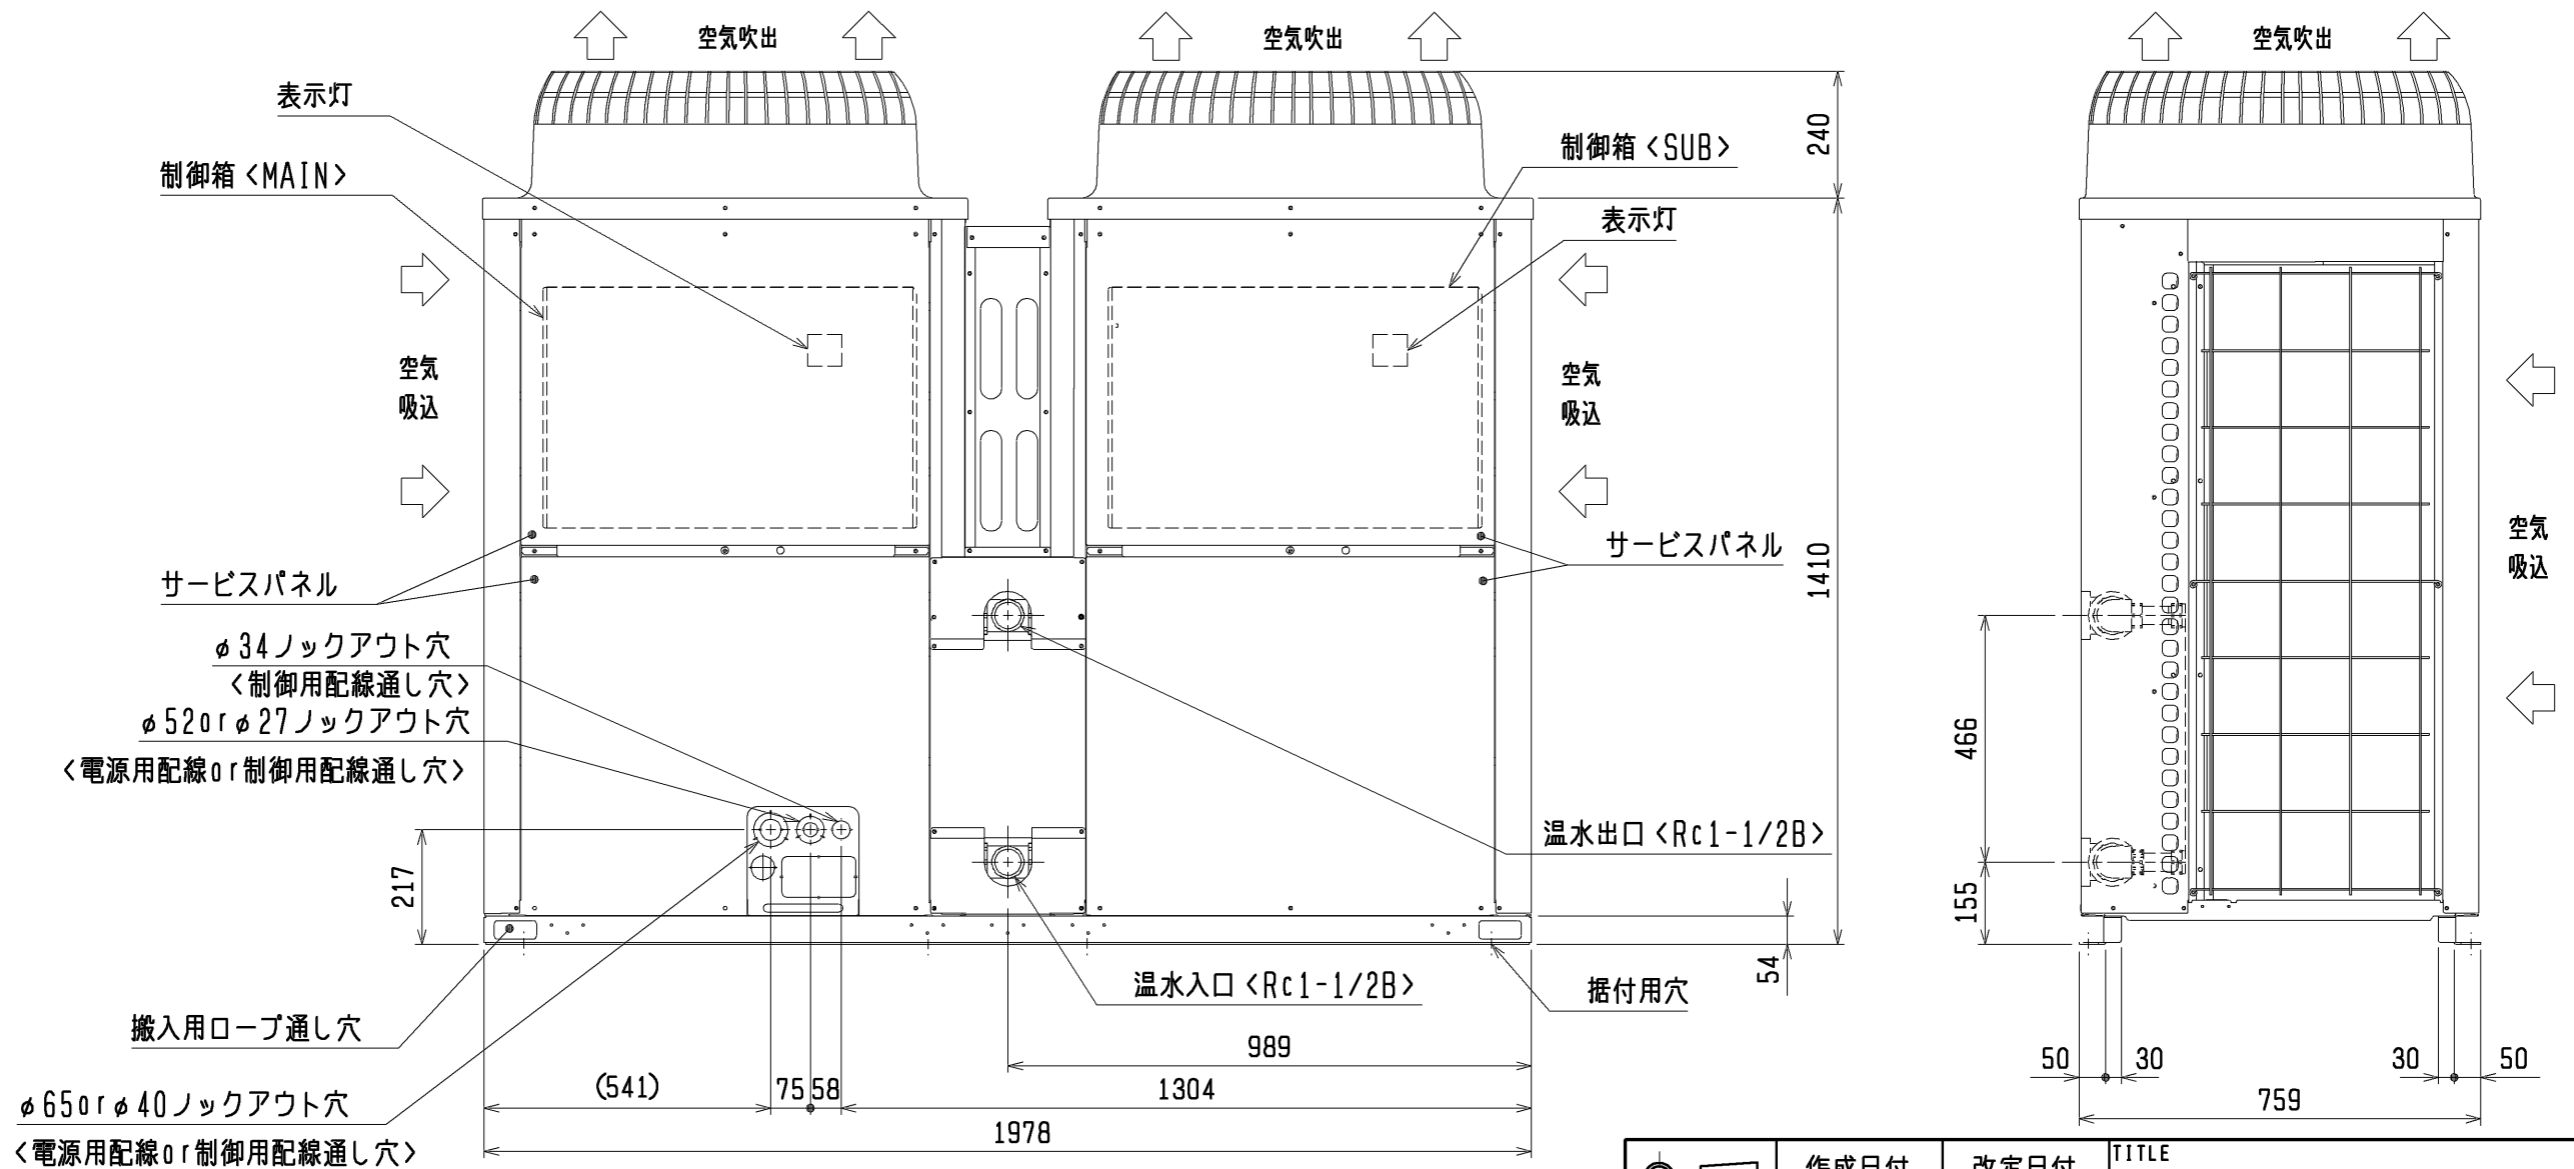 空気吹出
空気吹出
空気吹出
表示灯
制御箱<MAIN>
制御箱<SUB>
240
表示灯
空気
吸込
空気
吸込
サービスパネル
サービスパネル
1410
空気
吸込
φ34ノックアウト穴
<制御用配線通し穴>
φ52orφ27ノックアウト穴
<電源用配線or制御用配線通し穴>
466
温水出口<Rc1-1/2B>
217
155
54
温水入口<Rc1-1/2B>
据付用穴
搬入用ロープ通し穴
989
50
30
30
50
(541)
75
58
1304
759
φ65orφ40ノックアウト穴
<電源用配線or制御用配線通し穴>
1978
作成日付
改定日付
TITLE